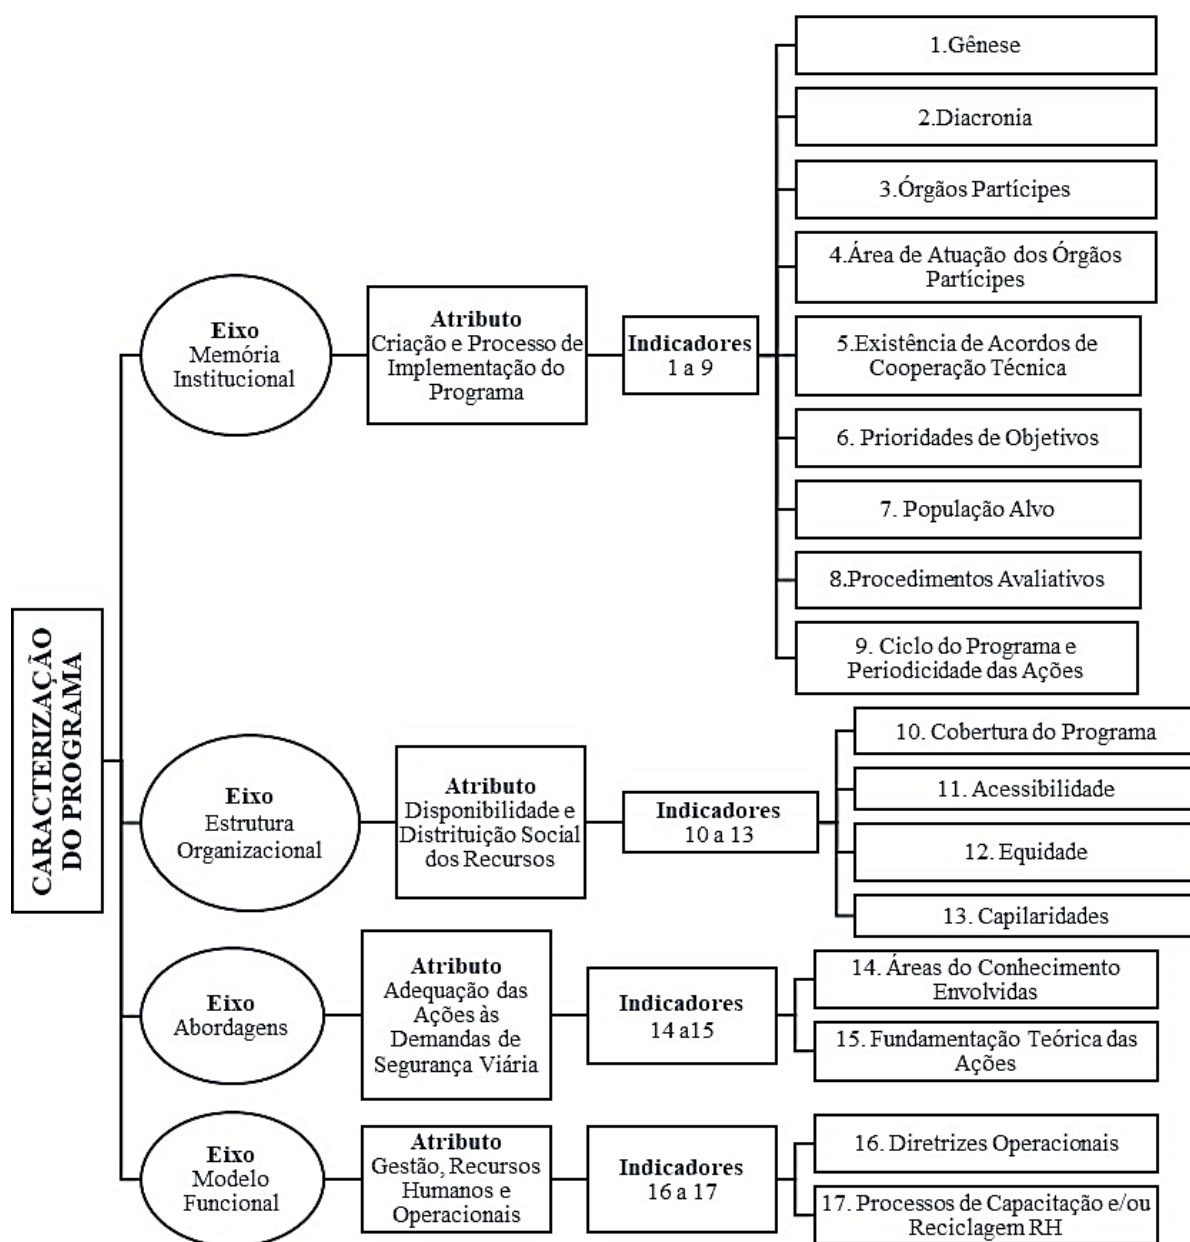 CARACTERIZAÇÃO
DO PROGRAMA
Eixo
Memória
Institucional
Atributo
Criação e Processo de
Implementação do
Programa
Indicadores
1 a 9
1.Gênese
2.Diacronia
3.Órgãos Partícipes
4.Área de Atuação dos Órgãos
Partícipes
5.Existência de Acordos de
Cooperação Técnica
6. Prioridades de Objetivos
7. População Alvo
8.Procedimentos Avaliativos
9. Ciclo do Programa e
Periodicidade das Ações
Eixo
Estrutura
Organizacional
Atributo
Disponibilidade e
Distrituição Social
dos Recursos
Indicadores
10 a 13
10. Cobertura do Programa
11. Acessibilidade
12. Equidade
13. Capilaridades
Eixo
Abordagens
Atributo
Adequação das
Ações às
Demandas de
Segurança Viária
Indicadores
14 a15
14. Áreas do Conhecimento
Envolvidas
15. Fundamentação Teórica das
Ações
Eixo
Modelo
Funcional
Atributo
Gestão, Recursos
Humanos e
Operacionais
Indicadores
16 a 17
16. Diretrizes Operacionais
17. Processos de Capacitação e/ou
Reciclagem RH